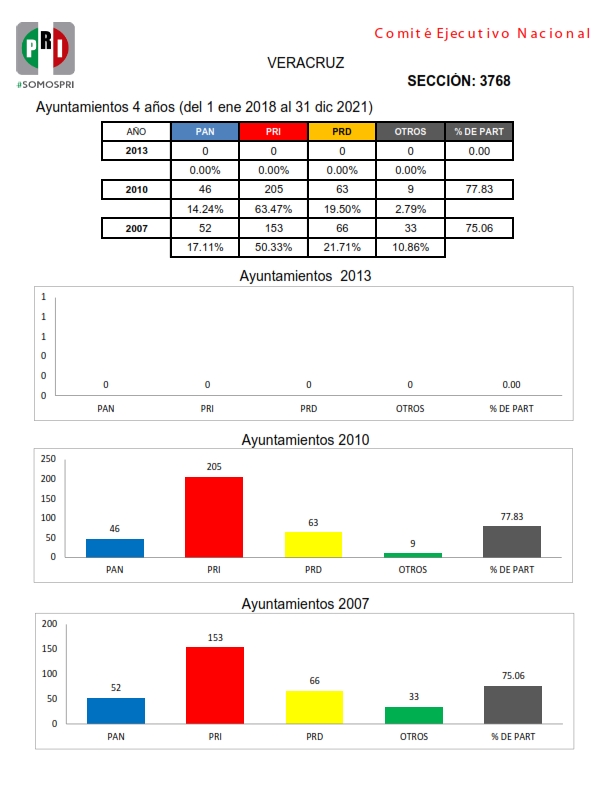 PRI
#SOMOSPRI
Comité Ejecutivo Nacional
VERACRUZ
SECCIÓN: 3768
Ayuntamientos 4 años (del 1 ene 2018 al 31 dic 2021)
AÑO PAN PRI PRD OTROS % DE PART
2013 0 0 0 0 0.00
0.00% 0.00% 0.00% 0.00%
2010 46 205 63 9 77.83
14.24% 63.47% 19.50% 2.79%
2007 52 153 66 33 75.06
17.11% 50.33% 21.71% 10.86%
Ayuntamientos 2013
1
1
1
0
0
0
0 0 0 0 0.00
PAN PRI PRD OTROS % DE PART
Ayuntamientos 2010
250
200
150
100
50
0
46 205 63 9 77.83
PAN PRI PRD OTROS % DE PART
Ayuntamientos 2007
200
150
100
50
0
52 153 66 33 75.06
PAN PRI PRD OTROS % DE PART